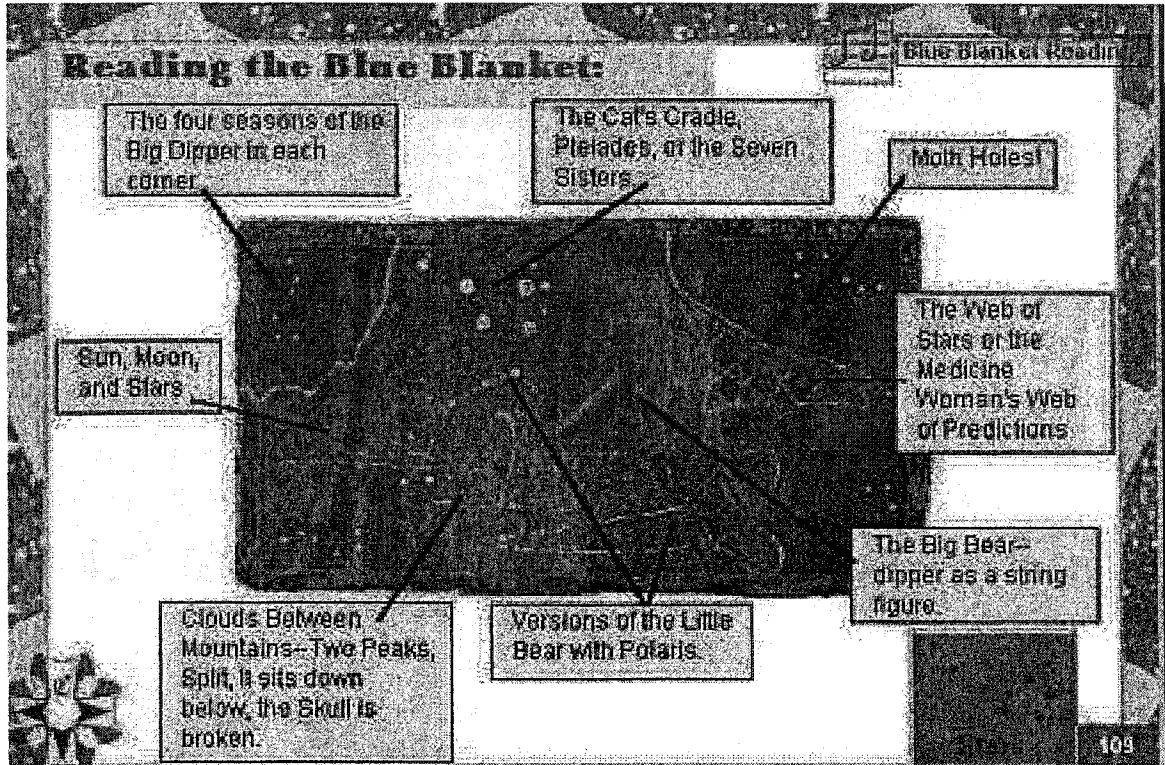 Reading the Blue Blanket:
Blue Blanket Readin
The four seasons of the
Big Dipper in each
corner
The Cat's Cradle,
Pleiades, or the Seven
Sisters
Moth Holes!
The Web of
Stars or the
Medicine
Woman's Web
of Predictions
Sun, Moon,
and Stars
The Big Bear--
dipper as a string
figure.
Clouds Between
Mountains--Two Peaks,
Split, it sits down
below, the Skull is
broken.
Versions of the Little
Bear with Polaris.
109